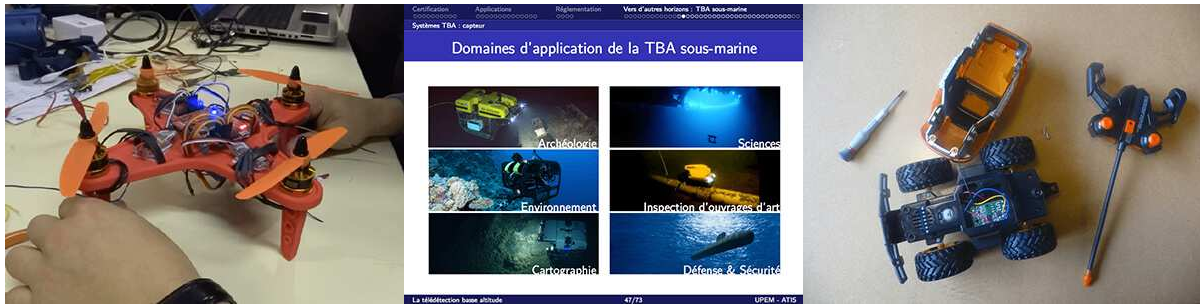 Certification
Applications
Réglementation
Vers d'autres horizons : TBA sous-marine
Systèmes TBA : capteur
Domaines d'application de la TBA sous-marine
Archéologie
Sciences
Environnement
Inspection d'ouvrages d'art
Cartographie
Défense & Sécurité
La télédétection basse altitude
47/73
UPEM - ATIS